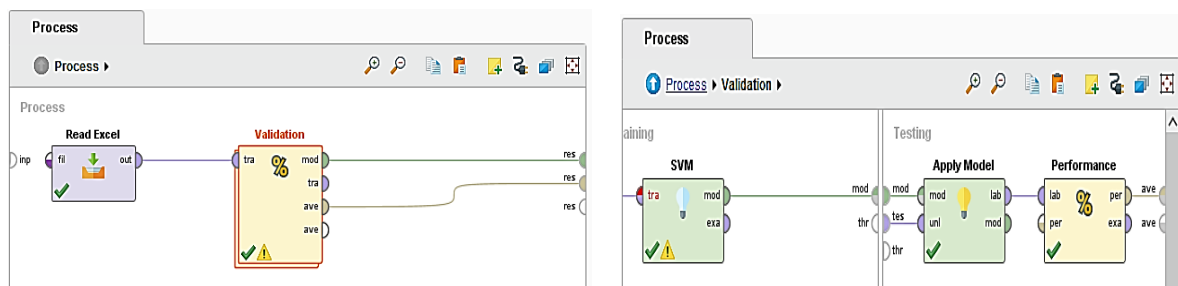 Process
Process
Process
Read Excel
Validation
inp fil out tra mod res
tra res
ave res
ave
Process
Process Validation
aining Testing
SVM Apply Model Performance
tra mod mod mod mod lab lab per ave
exa thr tes unl mod per exa ave
thr